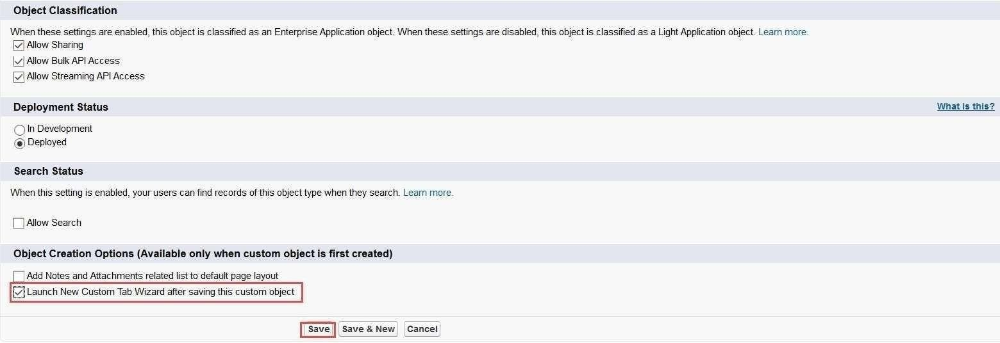 Object Classification
When these settings are enabled, this object is classified as an Enterprise Application object. When these settings are disabled, this object is classified as a Light Application object. Learn more.
Allow Sharing
Allow Bulk API Access
Allow Streaming API Access
Deployment Status What is this?
In Development
Deployed
Search Status
When this setting is enabled, your users can find records of this object type when they search. Learn more.
Allow Search
Object Creation Options (Available only when custom object is first created)
Add Notes and Attachments related list to default page layout
Launch New Custom Tab Wizard after saving this custom object
Save Save & New Cancel